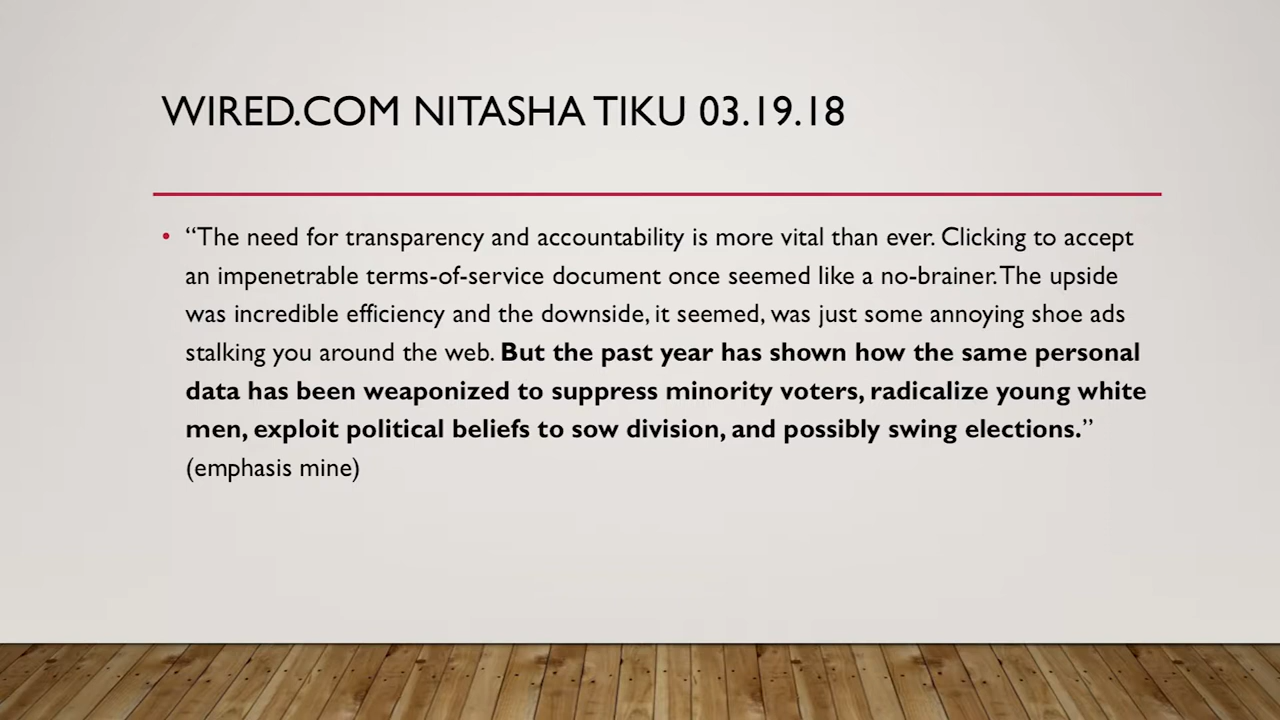 WIRED.COM NITASHA TIKU 03.19.18
• “The need for transparency and accountability is more vital than ever. Clicking to accept
an impenetrable terms-of-service document once seemed like a no-brainer. The upside
was incredible efficiency and the downside, it seemed, was just some annoying shoe ads
stalking you around the web. But the past year has shown how the same personal
data has been weaponized to suppress minority voters, radicalize young white
men, exploit political beliefs to sow division, and possibly swing elections.”
(emphasis mine)